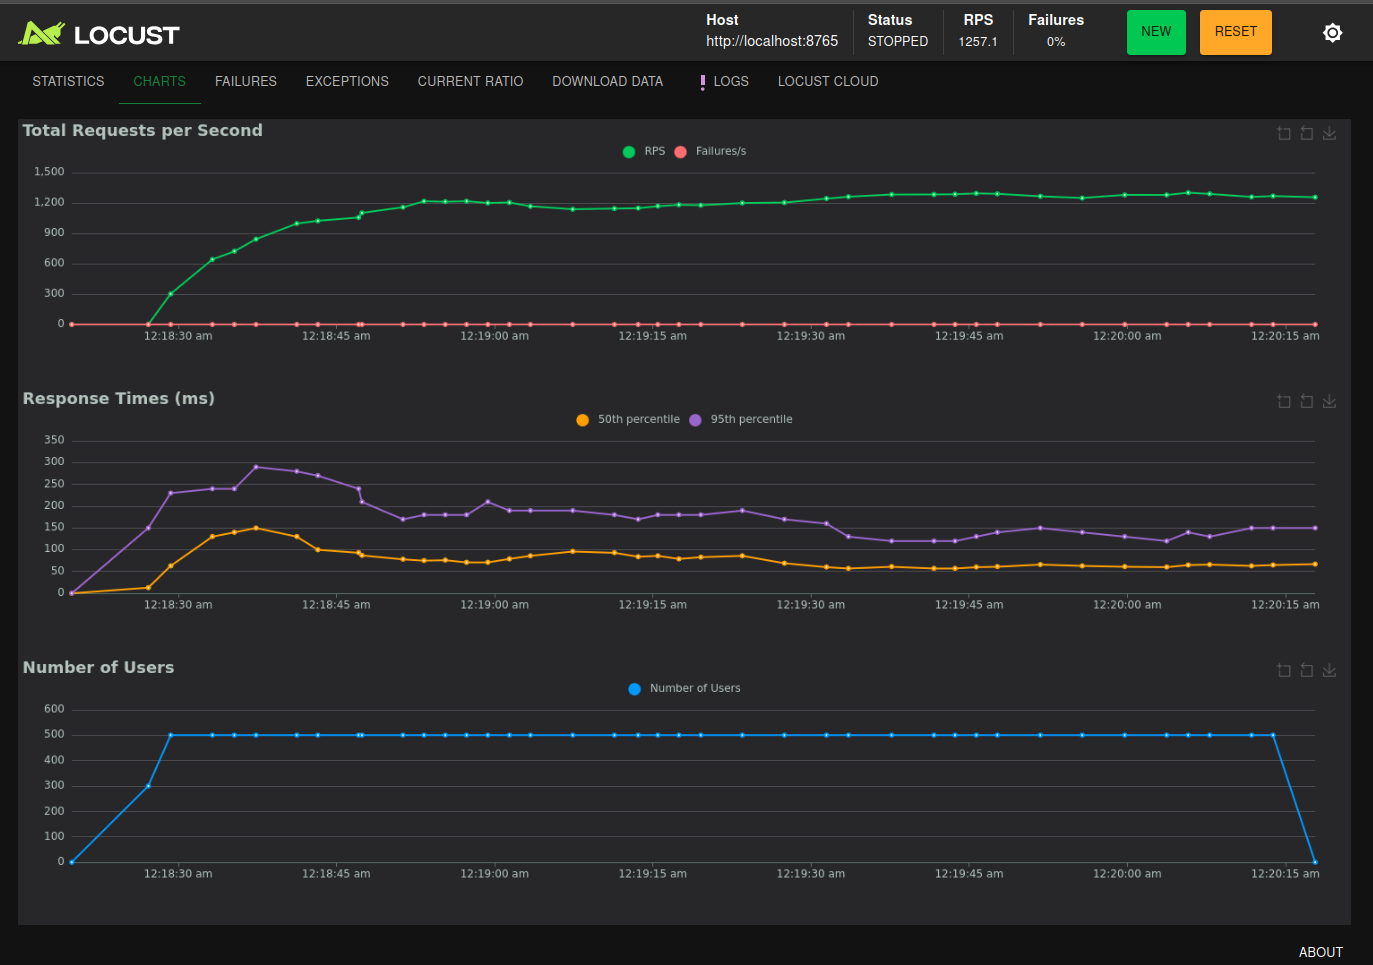 LOCUST
Host
http://localhost:8765
Status
STOPPED
RPS
1257.1
Failures
0%
NEW
RESET
STATISTICS CHARTS FAILURES EXCEPTIONS CURRENT RATIO DOWNLOAD DATA LOGS LOCUST CLOUD
Total Requests per Second
RPS Failures/s
1,500
1,200
900
600
300
0
12:18:30 am 12:18:45 am 12:19:00 am 12:19:15 am 12:19:30 am 12:19:45 am 12:20:00 am 12:20:15 am
Response Times (ms)
50th percentile 95th percentile
350
300
250
200
150
100
50
0
12:18:30 am 12:18:45 am 12:19:00 am 12:19:15 am 12:19:30 am 12:19:45 am 12:20:00 am 12:20:15 am
Number of Users
Number of Users
600
500
400
300
200
100
0
12:18:30 am 12:18:45 am 12:19:00 am 12:19:15 am 12:19:30 am 12:19:45 am 12:20:00 am 12:20:15 am
ABOUT